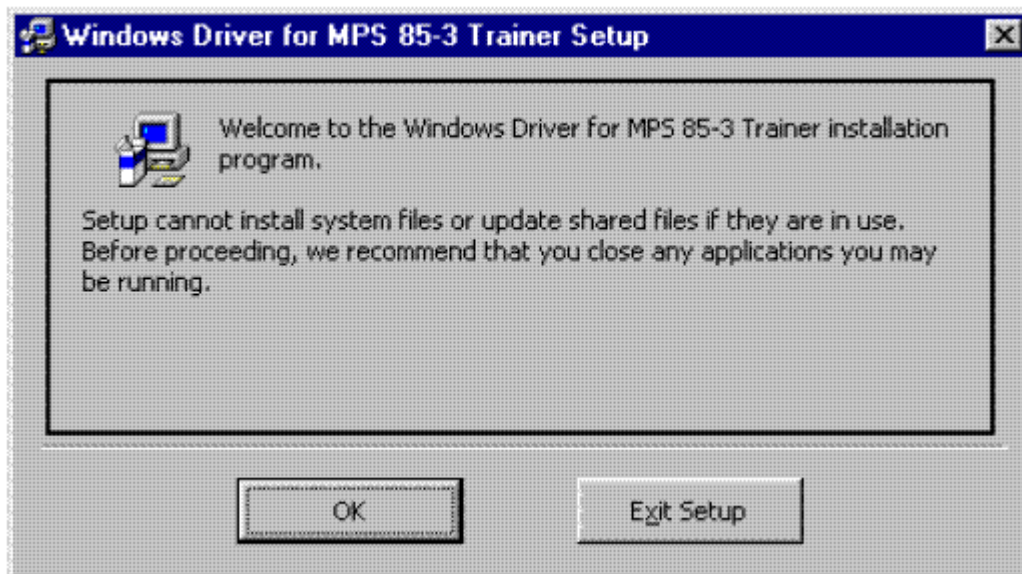 Windows Driver for MPS 85-3 Trainer Setup
Welcome to the Windows Driver for MPS 85-3 Trainer installation
program.
Setup cannot install system files or update shared files if they are in use.
Before proceeding, we recommend that you close any applications you may
be running.
OK
Exit Setup